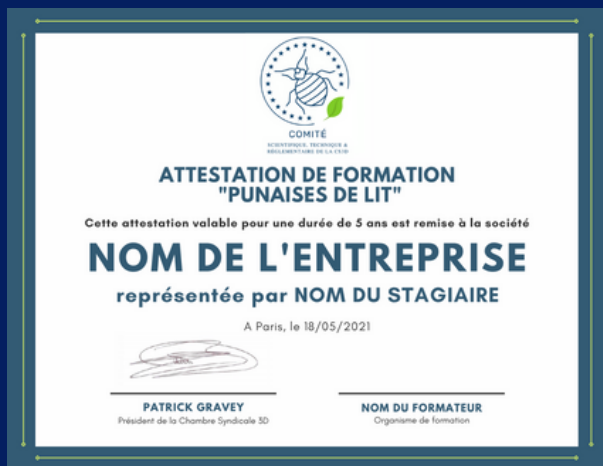 COMITÉ
SCIENTIFIQUE, TECHNIQUE &
RÉGLEMENTAIRE DE LA CS3D
ATTESTATION DE FORMATION
"PUNAISES DE LIT"
Cette attestation valable pour une durée de 5 ans est remise à la société
NOM DE L'ENTREPRISE
représentée par NOM DU STAGIAIRE
A Paris, le 18/05/2021
PATRICK GRAVEY
Président de la Chambre Syndicale 3D
NOM DU FORMATEUR
Organisme de formation